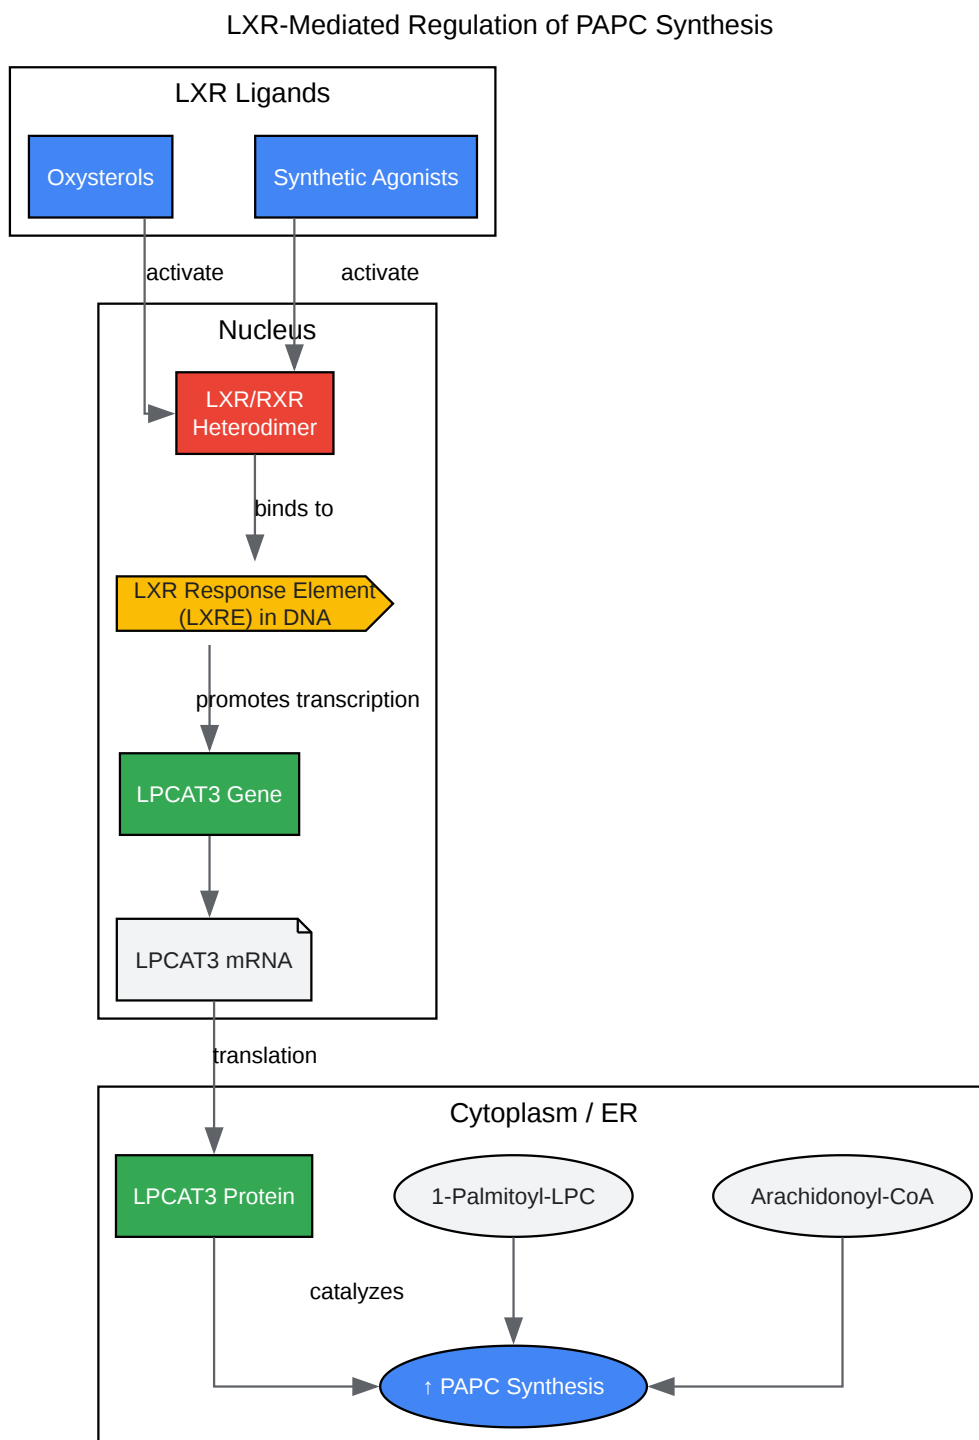 LXR-Mediated Regulation of PAPC Synthesis
LXR Ligands
Oxysterols
Synthetic Agonists
activate
activate
Nucleus
LXR/RXR
Heterodimer
binds to
LXR Response Element
(LXRE) in DNA
promotes transcription
LPCAT3 Gene
LPCAT3 mRNA
translation
Cytoplasm / ER
LPCAT3 Protein
1-Palmitoyl-LPC
Arachidonoyl-CoA
catalyzes
↑ PAPC Synthesis